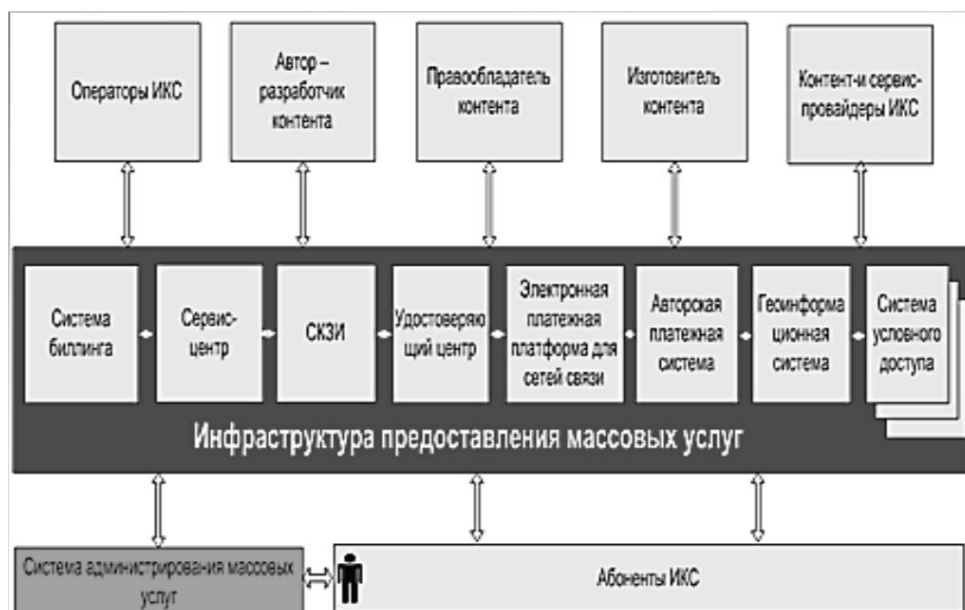 Операторы ИКС
Автор –
разработчик
контента
Правообладатель
контента
Изготовитель
контента
Контент-и сервис-
провайдеры ИКС
Система
биллинга
Сервис-
центр
СКЗИ
Удостоверяю
щий центр
Электронная
платежная
платформа для
сетей связи
Авторская
платежная
система
Геоинформа
ционная
система
Система
условного
доступа
Инфраструктура предоставления массовых услуг
Система администрирования массовых
услуг
Абоненты ИКС